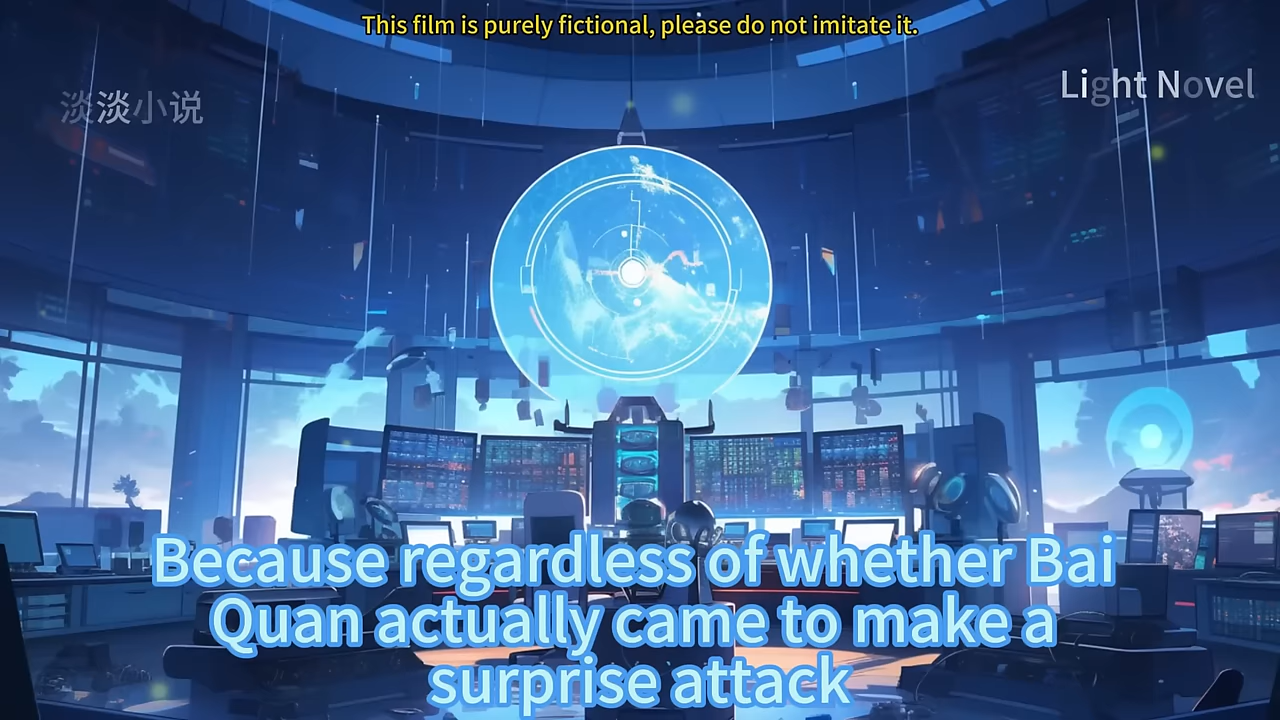 This film is purely fictional, please do not imitate it.
淡淡小说
Light Novel
Because regardless of whether Bai
Quan actually came to make a
surprise attack